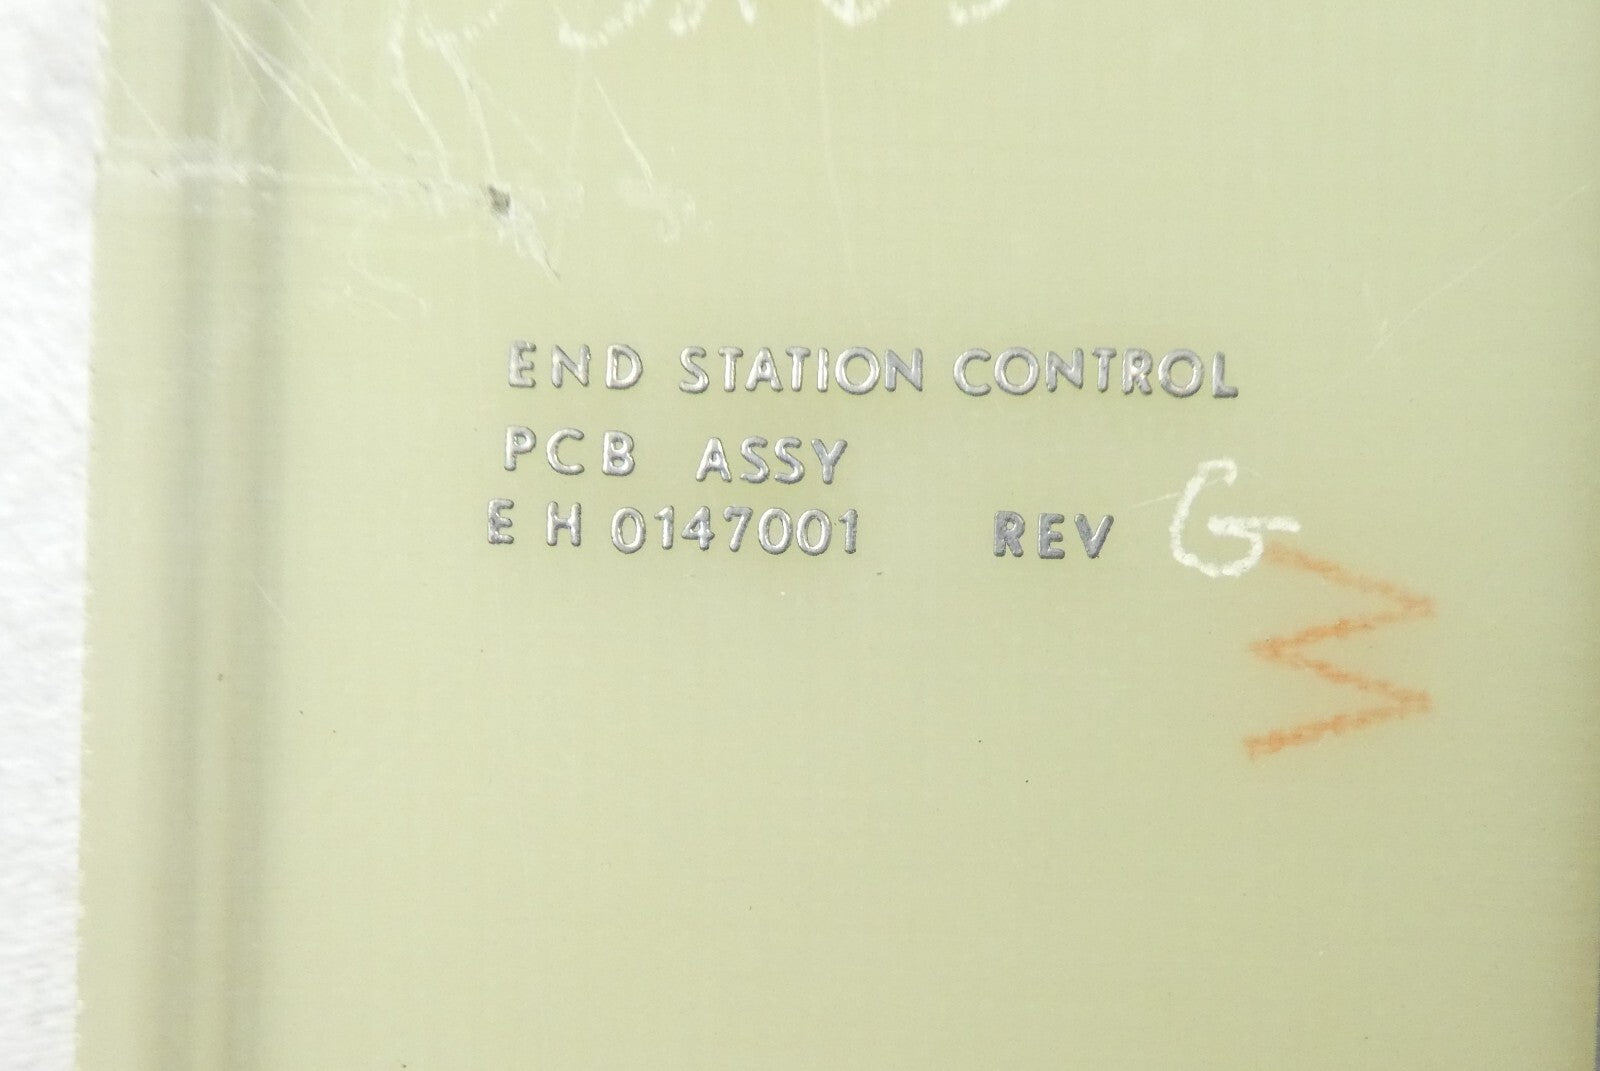 END STATION CONTROL
PCB ASSY
E H 0147001 REV G